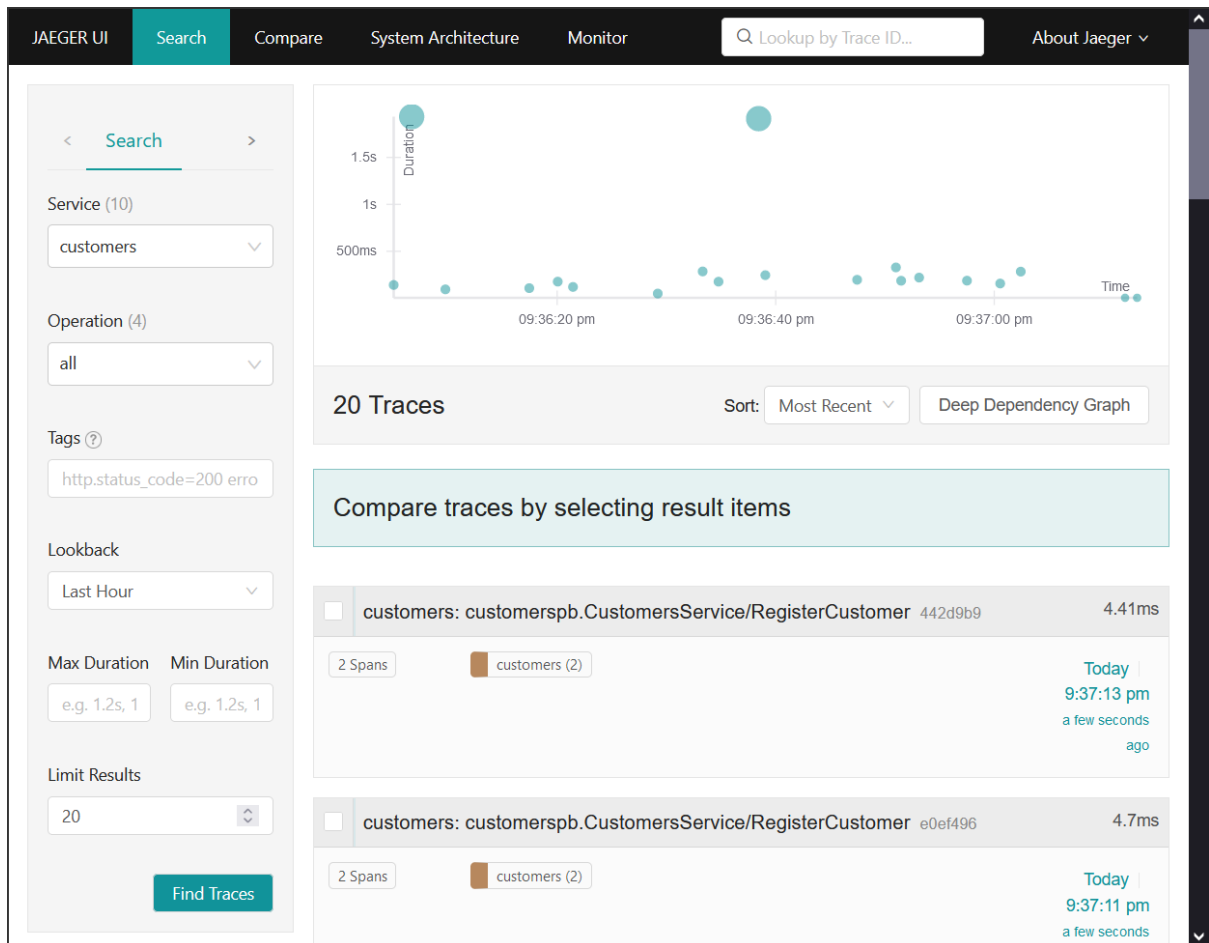 JAEGER UI Search Compare System Architecture Monitor Lookup by Trace ID... About Jaeger
Search
Service (10)
customers
Operation (4)
all
Tags ?
http.status_code=200 erro
Lookback
Last Hour
Max Duration Min Duration
e.g. 1.2s, 1 e.g. 1.2s, 1
Limit Results
20
Find Traces
Duration
1.5s
1s
500ms
Time
09:36:20 pm 09:36:40 pm 09:37:00 pm
20 Traces Sort: Most Recent Deep Dependency Graph
Compare traces by selecting result items
customers: customerspb.CustomersService/RegisterCustomer 442d9b9 4.41ms
2 Spans customers (2) Today
9:37:13 pm
a few seconds
ago
customers: customerspb.CustomersService/RegisterCustomer e0ef496 4.7ms
2 Spans customers (2) Today
9:37:11 pm
a few seconds